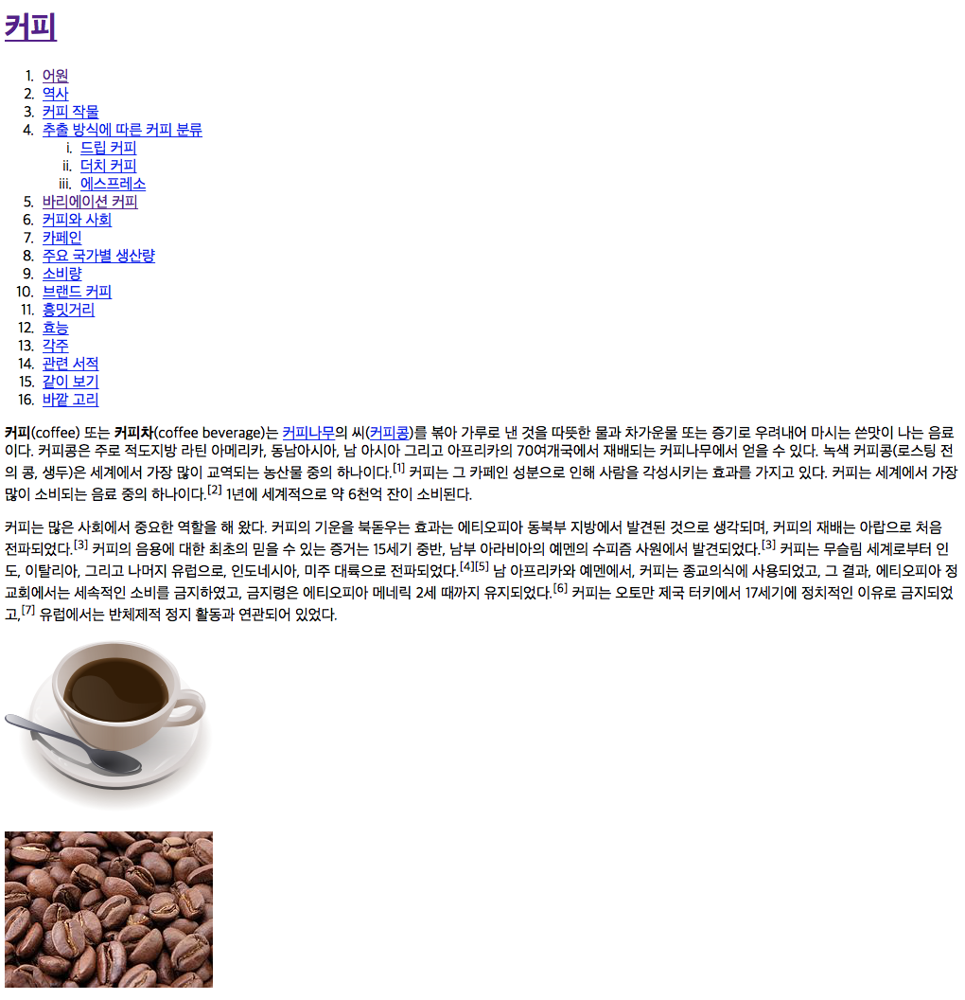 커피
1. 어원
2. 역사
3. 커피 작물
4. 추출 방식에 따른 커피 분류
i. 드립 커피
ii. 더치 커피
iii. 에스프레소
5. 바리에이션 커피
6. 커피와 사회
7. 카페인
8. 주요 국가별 생산량
9. 소비량
10. 브랜드 커피
11. 흥밋거리
12. 효능
13. 각주
14. 관련 서적
15. 같이 보기
16. 바깥 고리
커피(coffee) 또는 커피차(coffee beverage)는 커피나무의 씨(커피콩)를 볶아 가루로 낸 것을 따뜻한 물과 차가운물 또는 증기로 우려내어 마시는 쓴맛이 나는 음료
이다. 커피콩은 주로 적도지방 라틴 아메리카, 동남아시아, 남 아시아 그리고 아프리카의 70여개국에서 재배되는 커피나무에서 얻을 수 있다. 녹색 커피콩(로스팅 전
의 콩, 생두)은 세계에서 가장 많이 교역되는 농산물 중의 하나이다.[1] 커피는 그 카페인 성분으로 인해 사람을 각성시키는 효과를 가지고 있다. 커피는 세계에서 가장
많이 소비되는 음료 중의 하나이다.[2] 1년에 세계적으로 약 6천억 잔이 소비된다.
커피는 많은 사회에서 중요한 역할을 해 왔다. 커피의 기운을 북돋우는 효과는 에티오피아 동북부 지방에서 발견된 것으로 생각되며, 커피의 재배는 아랍으로 처음
전파되었다.[3] 커피의 음용에 대한 최초의 믿을 수 있는 증거는 15세기 중반, 남부 아라비아의 예멘의 수피즘 사원에서 발견되었다.[3] 커피는 무슬림 세계로부터 인
도, 이탈리아, 그리고 나머지 유럽으로, 인도네시아, 미주 대륙으로 전파되었다.[4][5] 남 아프리카와 예멘에서, 커피는 종교의식에 사용되었고, 그 결과, 에티오피아 정
교회에서는 세속적인 소비를 금지하였고, 금지령은 에티오피아 메네릭 2세 때까지 유지되었다.[6] 커피는 오토만 제국 터키에서 17세기에 정치적인 이유로 금지되었
고,[7] 유럽에서는 반체제적 정지 활동과 연관되어 있었다.